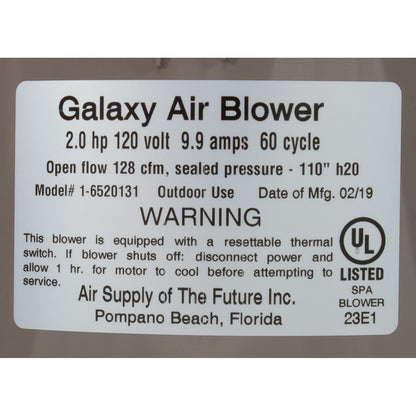 Galaxy Air Blower
2.0 hp 120 volt 9.9 amps 60 cycle
Open flow 128 cfm, sealed pressure - 110" h20
Model# 1-6520131 Outdoor Use Date of Mfg. 02/19
WARNING
This blower is equipped with a resettable thermal
switch. If blower shuts off: disconnect power and
allow 1 hr. for motor to cool before attempting to
service.
UL
LISTED
SPA
BLOWER
23E1
Air Supply of The Future Inc.
Pompano Beach, Florida